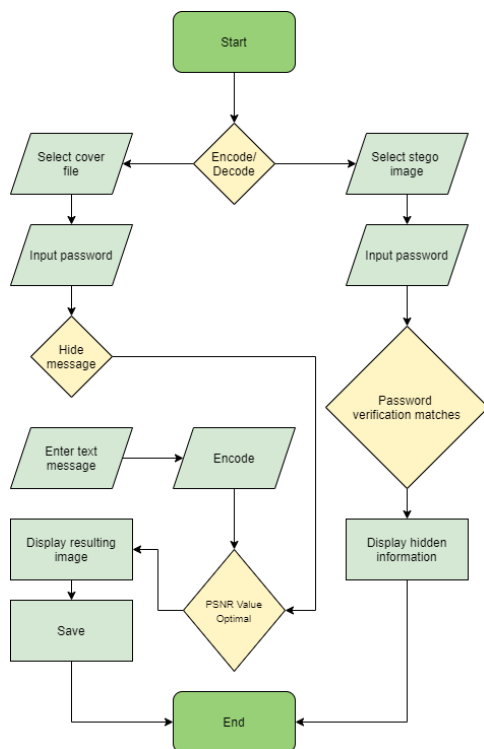 Start
Encode/
Decode
Select cover
file
Select stego
image
Input password
Input password
Hide
message
Password
verification matches
Enter text
message
Encode
Display resulting
image
PSNR Value
Optimal
Display hidden
information
Save
End